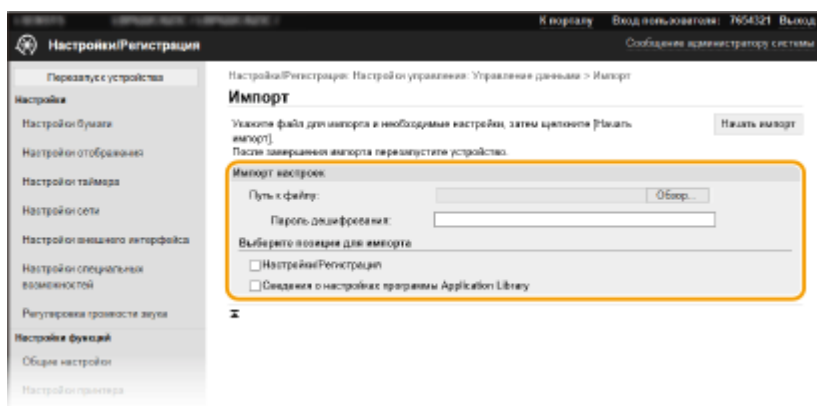 К порталу Вход пользователя: 7654321 Выход
Настройки/Регистрация
Сообщение администратору системы
Перезапуск устройства
Настройки
Настройки бумаги
Настройки отображения
Настройки таймера
Настройки сети
Настройки внешнего интерфейса
Настройки специальных
возможностей
Регулировка громкости звука
Настройки функций
Общие настройки
Настройки принтера
Настройки/Регистрация: Настройки управления: Управление данными > Импорт
Импорт
Укажите файл для импорта и необходимые настройки, затем щелкните [Начать
импорт].
После завершения импорта перезапустите устройство.
Начать импорт
Импорт настроек
Путь к файлу:
Обзор...
Пароль дешифрования:
Выберите позиции для импорта
Настройки/Регистрация
Сведения о настройках программы Application Library